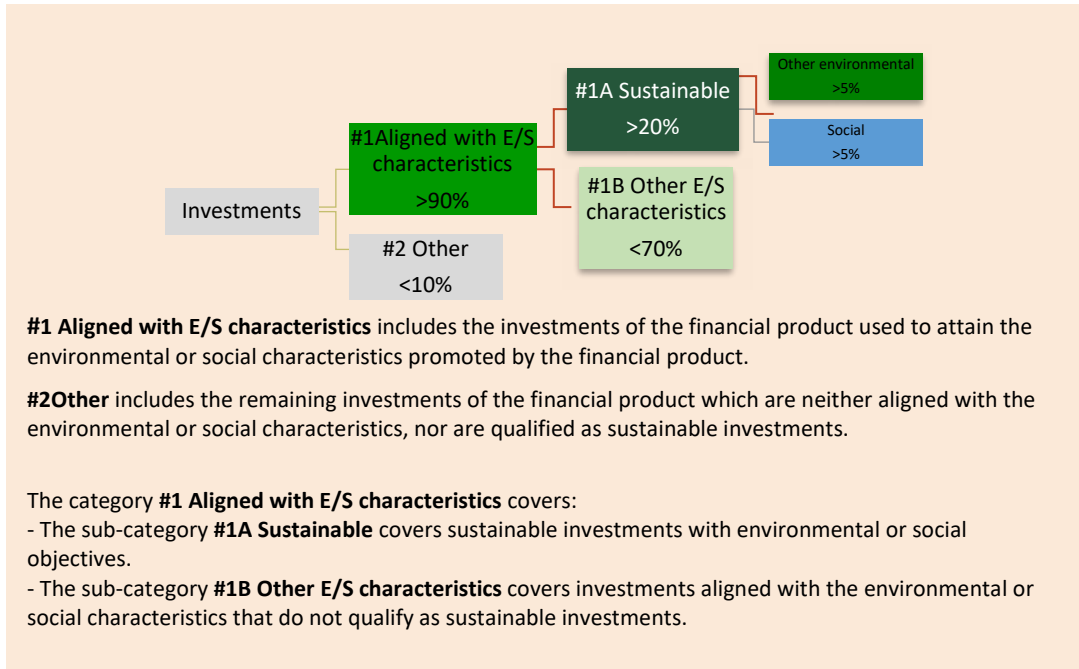 Other environmental
>5%
#1A Sustainable
>20%
Social
>5%
#1Aligned with E/S
characteristics
>90%
#1B Other E/S
characteristics
<70%
Investments
#2 Other
<10%
#1 Aligned with E/S characteristics includes the investments of the financial product used to attain the
environmental or social characteristics promoted by the financial product.
#2Other includes the remaining investments of the financial product which are neither aligned with the
environmental or social characteristics, nor are qualified as sustainable investments.
The category #1 Aligned with E/S characteristics covers:
- The sub-category #1A Sustainable covers sustainable investments with environmental or social
objectives.
- The sub-category #1B Other E/S characteristics covers investments aligned with the environmental or
social characteristics that do not qualify as sustainable investments.